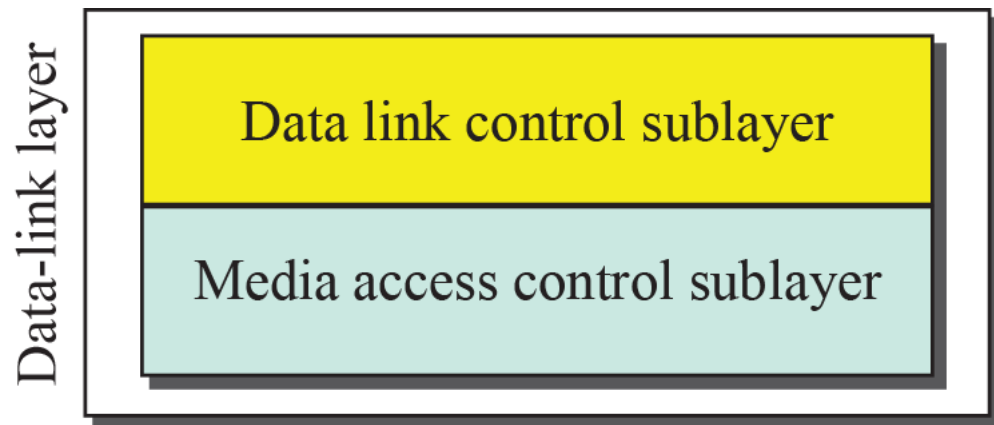 Data-link layer
Data link control sublayer
Media access control sublayer